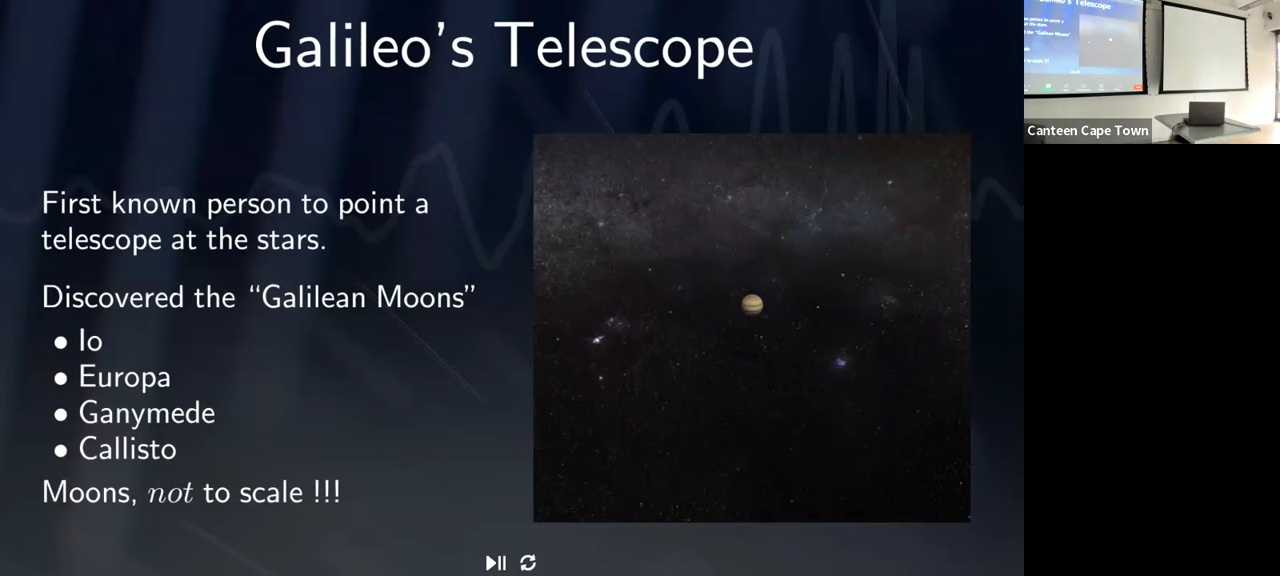 Galileo's Telescope
First known person to point a
telescope at the stars.
Discovered the “Galilean Moons”
• Io
• Europa
• Ganymede
• Callisto
Moons, not to scale !!!
Canteen Cape Town